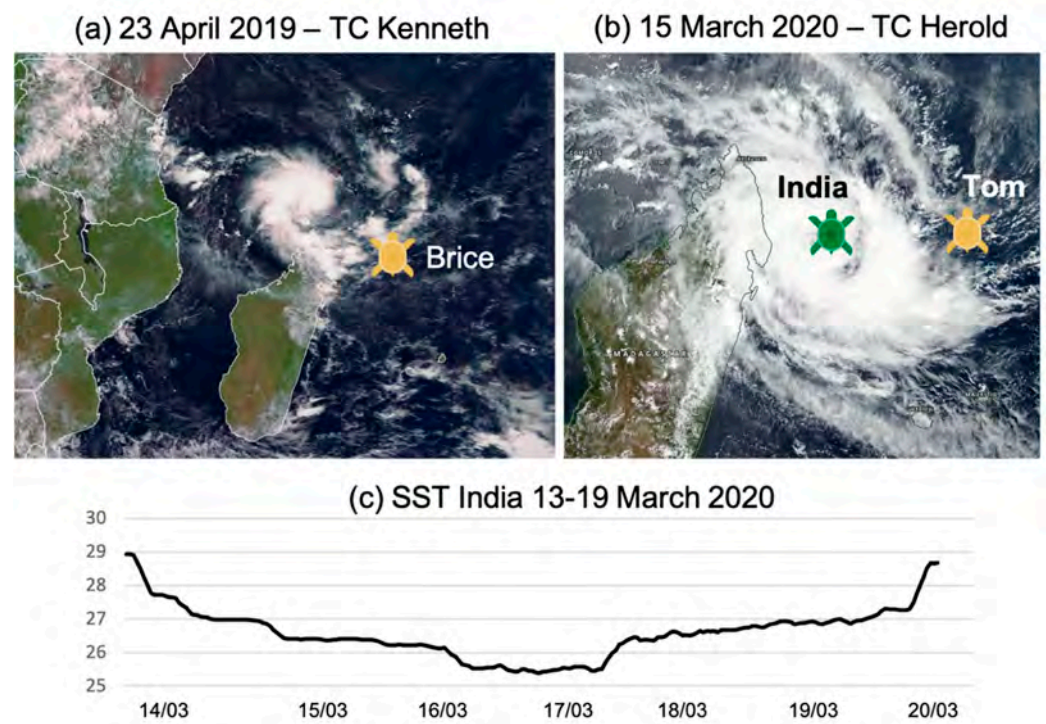 (a) 23 April 2019 – TC Kenneth
(b) 15 March 2020 – TC Herold
Brice
India
Tom
MADAGASCAR
(c) SST India 13-19 March 2020
30
29
28
27
26
25
14/03 15/03 16/03 17/03 18/03 19/03 20/03